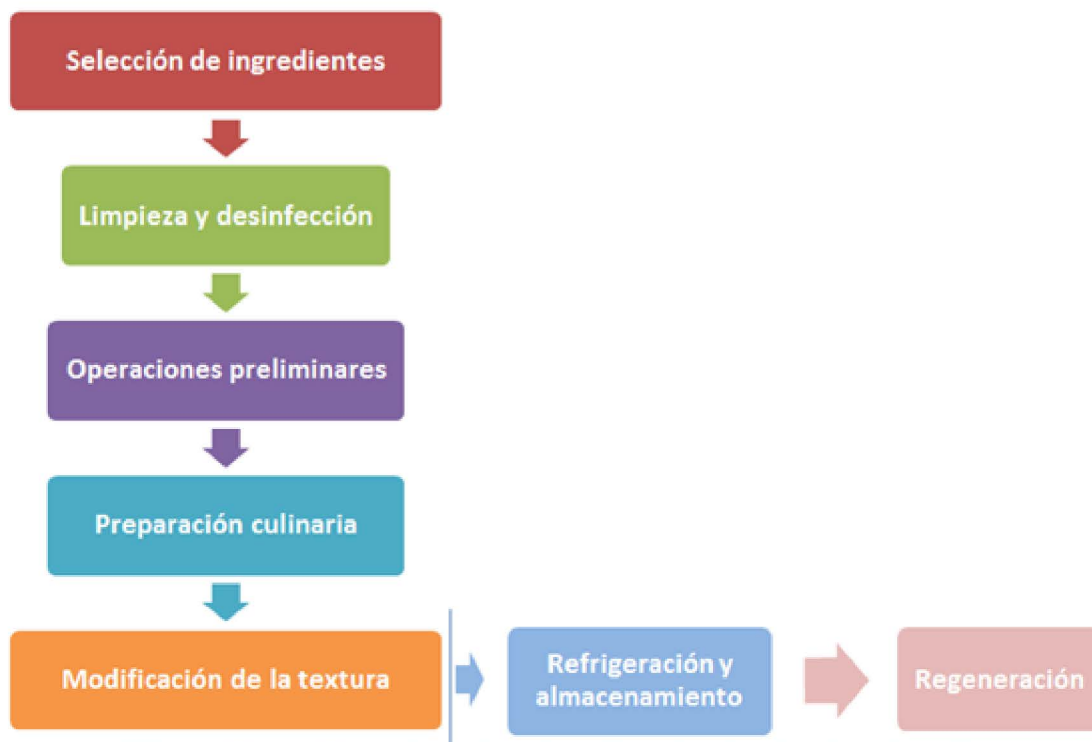 Selección de ingredientes
Limpieza y desinfección
Operaciones preliminares
Preparación culinaria
Modificación de la textura
Refrigeración y
almacenamiento
Regeneración